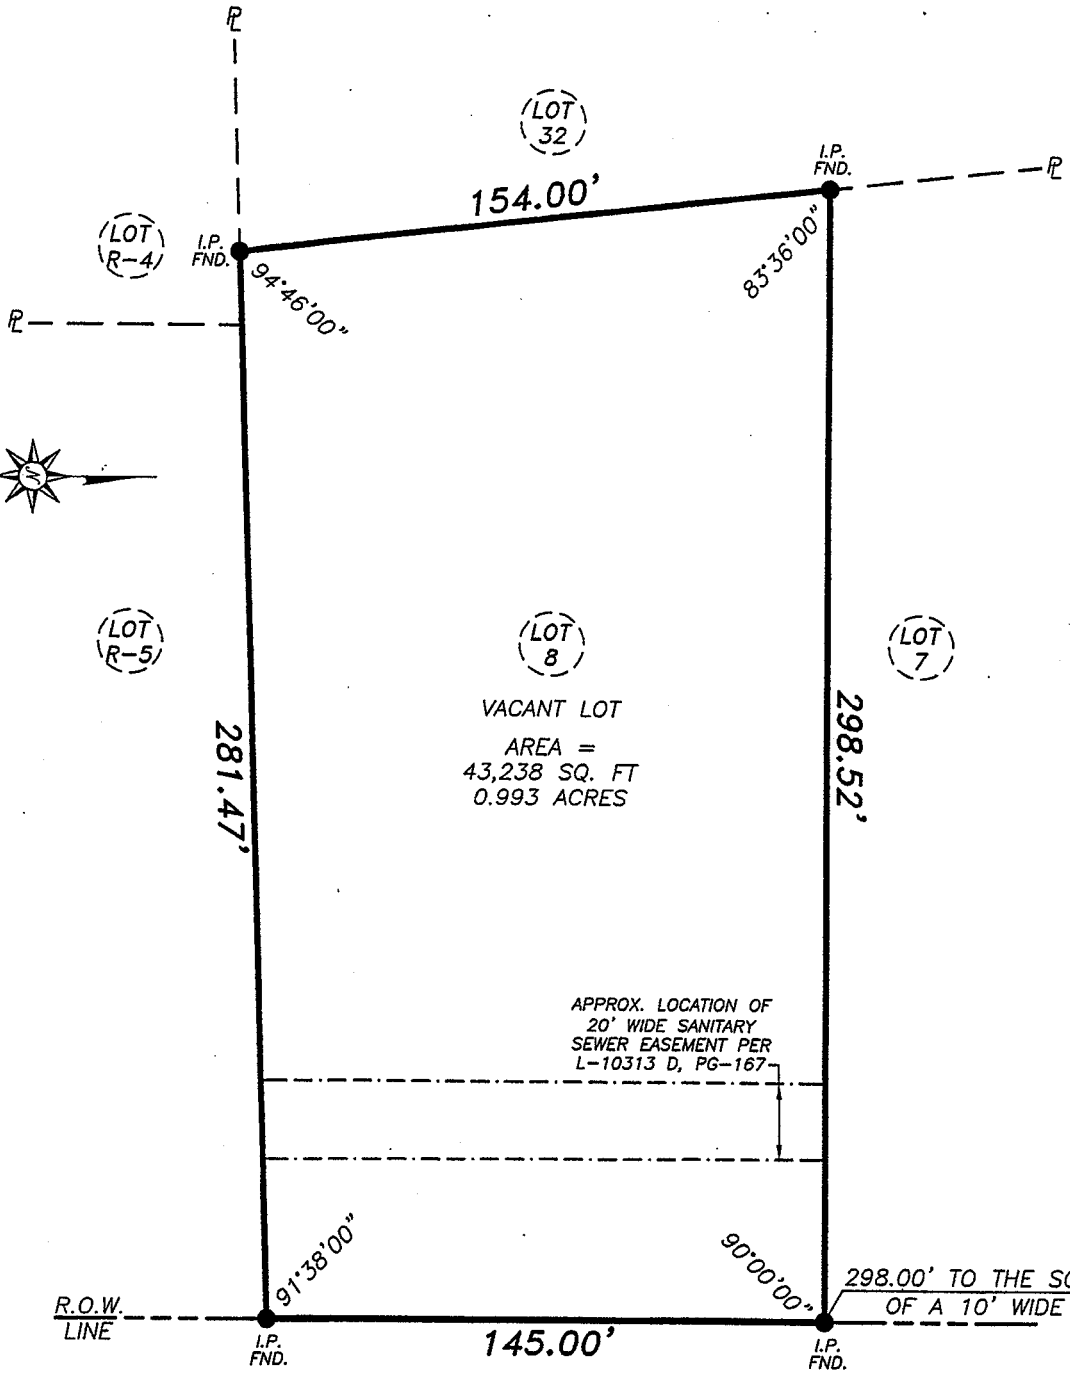 PL
LOT
32
I.P.
FND.
PL
154.00'
LOT
R-4
I.P.
FND.
94°46'00"
83°36'00"
PL
N
LOT
R-5
LOT
8
LOT
7
VACANT LOT
AREA =
43,238 SQ. FT
0.993 ACRES
281.47'
298.52'
APPROX. LOCATION OF
20' WIDE SANITARY
SEWER EASEMENT PER
L-10313 D, PG-167
91°38'00"
90°00'00"
298.00' TO THE
OF A 10' WIDE
R.O.W.
LINE
I.P.
FND.
145.00'
I.P.
FND.